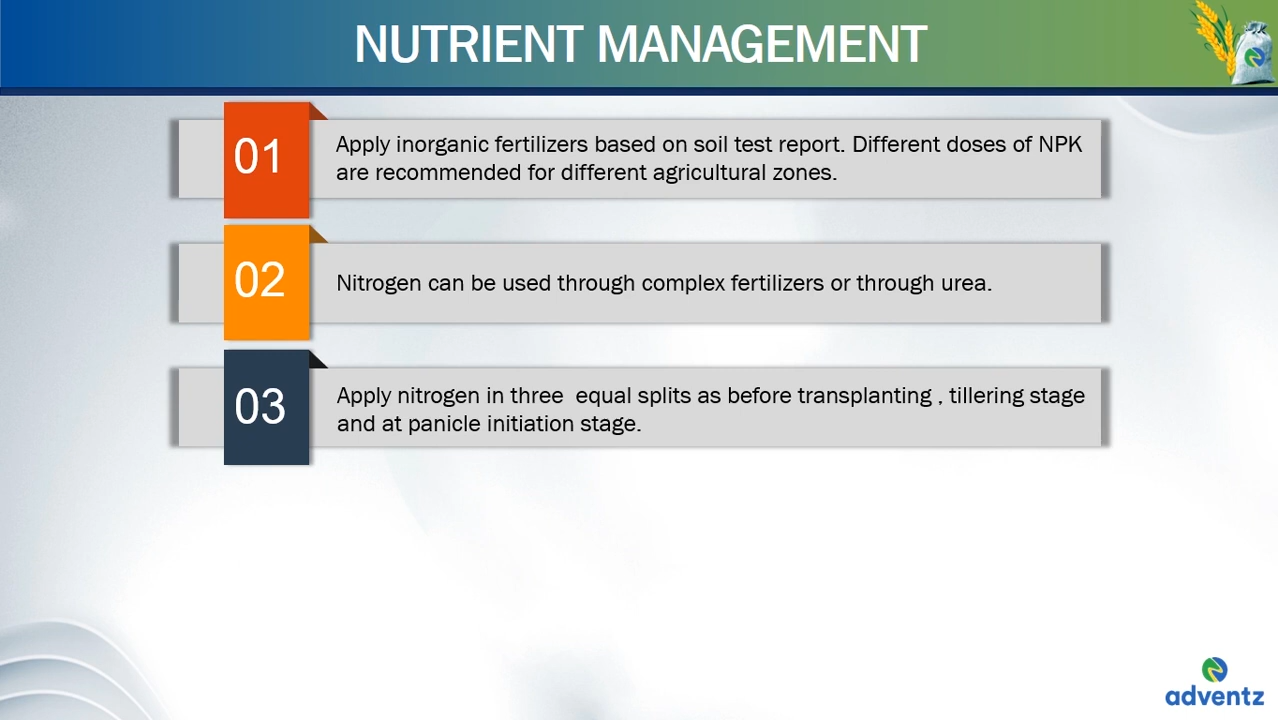 NUTRIENT MANAGEMENT
01
Apply inorganic fertilizers based on soil test report. Different doses of NPK
are recommended for different agricultural zones.
02
Nitrogen can be used through complex fertilizers or through urea.
03
Apply nitrogen in three  equal splits as before transplanting , tillering stage
and at panicle initiation stage.
adventz